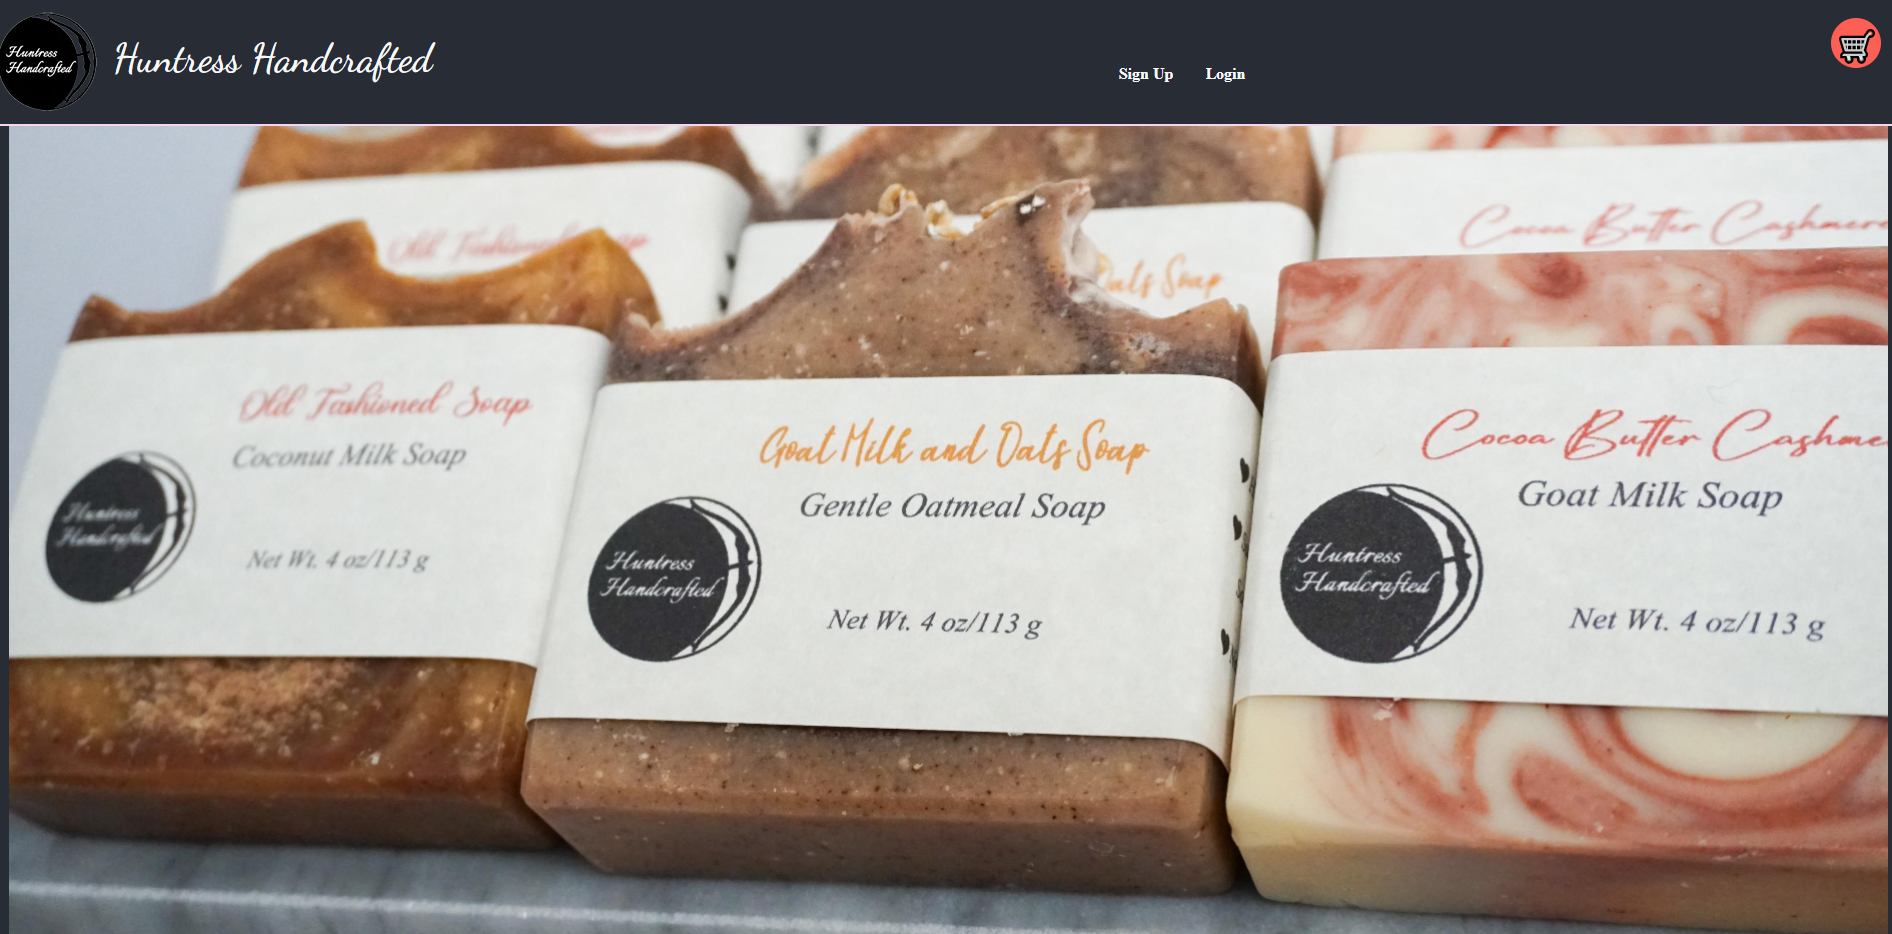 Huntress
Handcrafted
Huntress Handcrafted
Sign Up
Login
Old Fashioned Soap
Oats Soap
Cocoa Butter Cashmere
Old Fashioned Soap
Coconut Milk Soap
Huntress
Handcrafted
Net Wt. 4 oz/113 g
Goat Milk and Oats Soap
Gentle Oatmeal Soap
Huntress
Handcrafted
Net Wt. 4 oz/113 g
Cocoa Butter Cashme
Goat Milk Soap
Huntress
Handcrafted
Net Wt. 4 oz/113 g